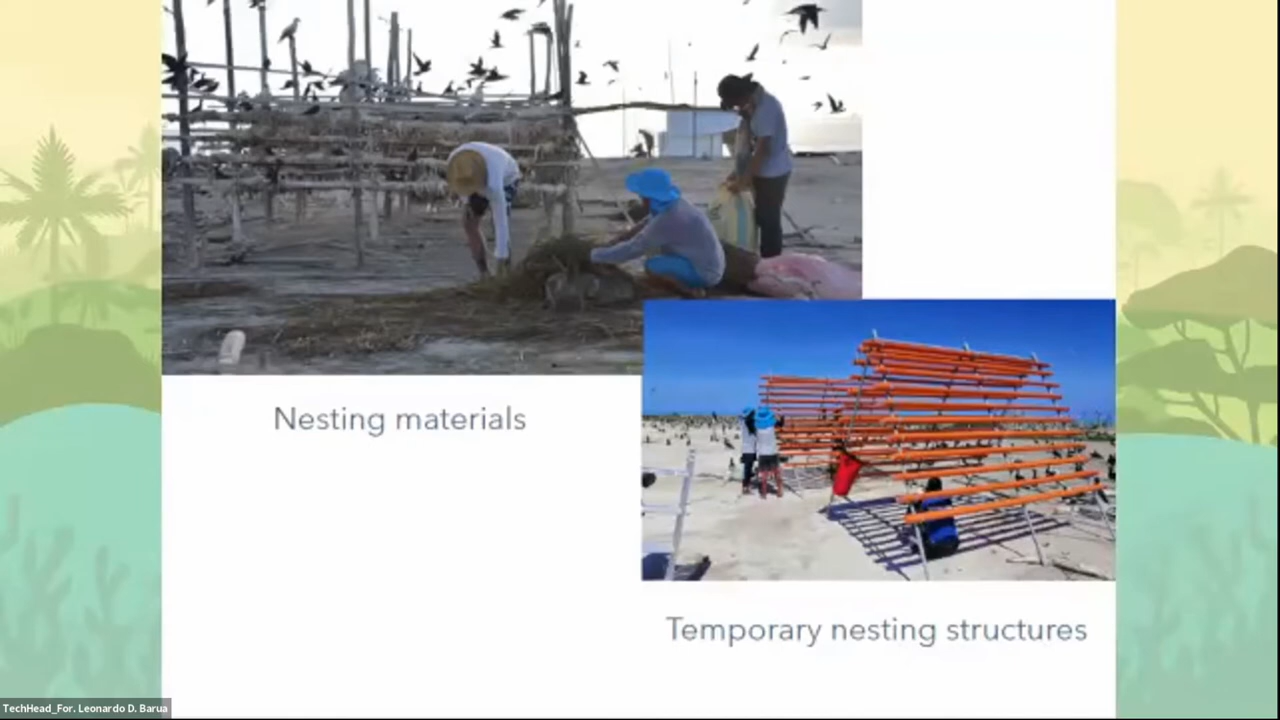 Nesting materials
Temporary nesting structures
TechHead_For. Leonardo D. Barua